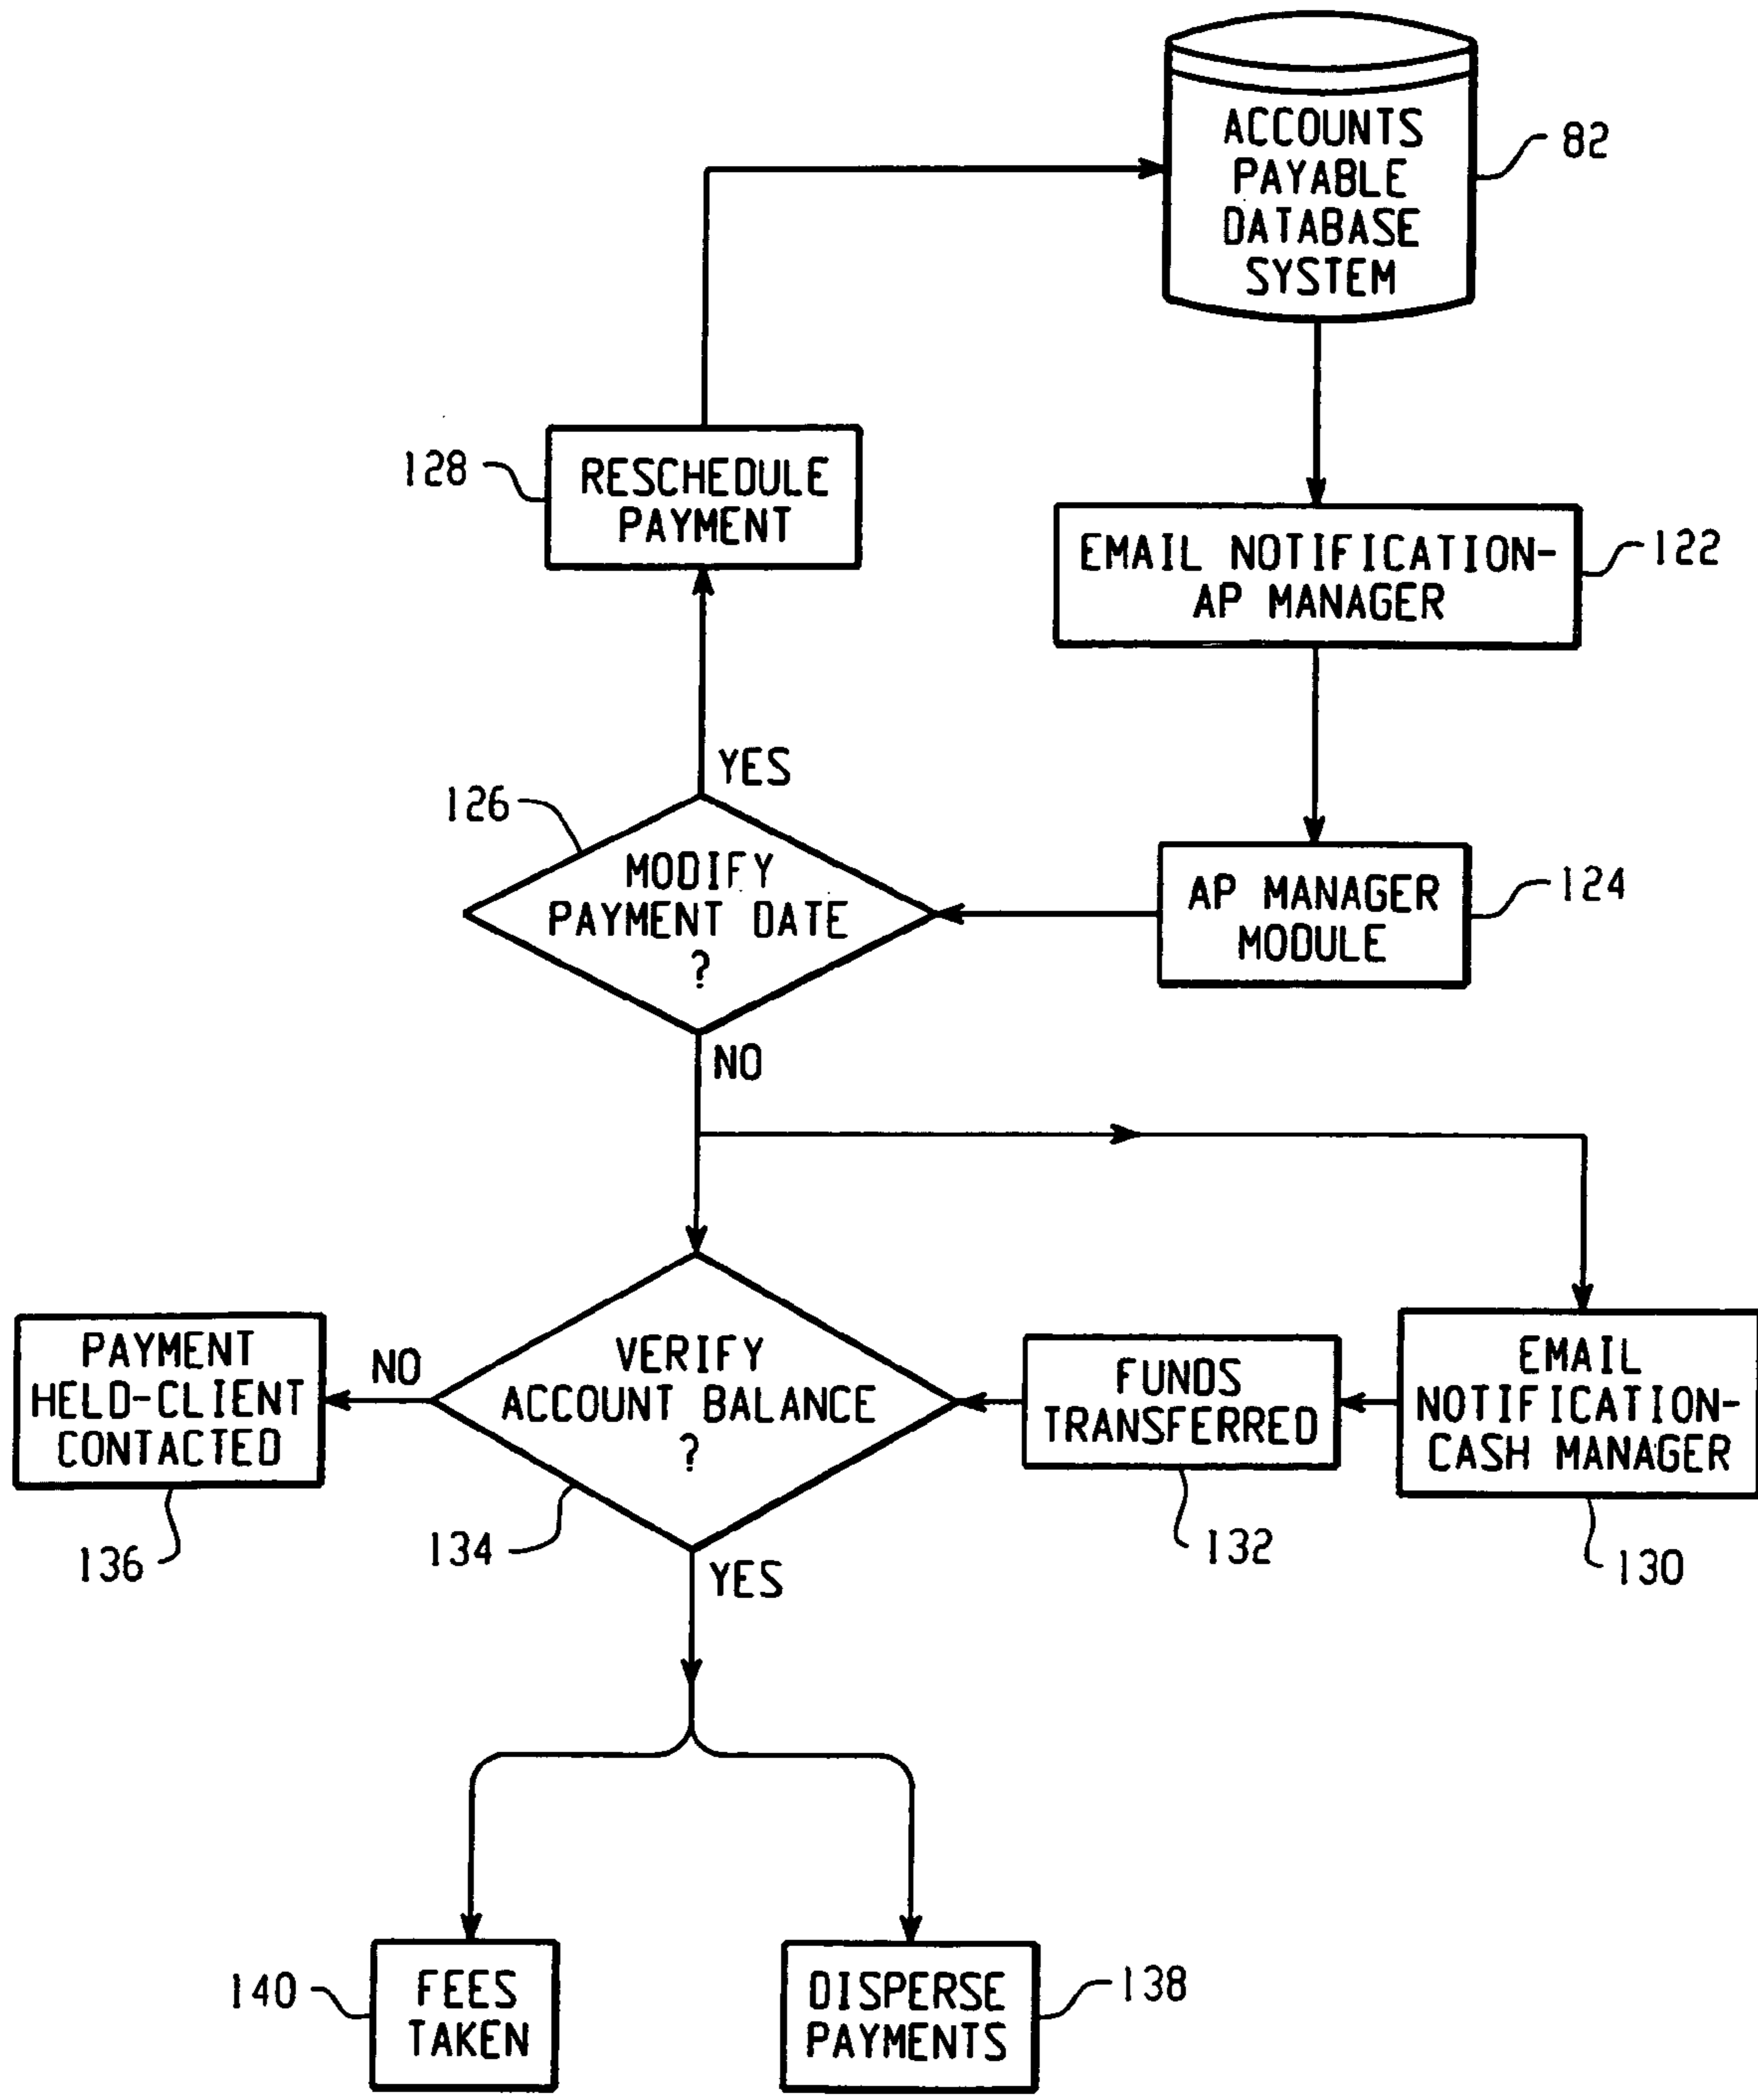 ACCOUNTS
PAYABLE
DATABASE
SYSTEM
82
128
RESCHEDULE
PAYMENT
EMAIL NOTIFICATION-
AP MANAGER
122
YES
126
MODIFY
PAYMENT DATE
?
AP MANAGER
MODULE
124
NO
PAYMENT
HELD-CLIENT
CONTACTED
136
NO
VERIFY
ACCOUNT BALANCE
?
134
FUNDS
TRANSFERRED
132
EMAIL
NOTIFICATION-
CASH MANAGER
130
YES
140
FEES
TAKEN
DISPERSE
PAYMENTS
138